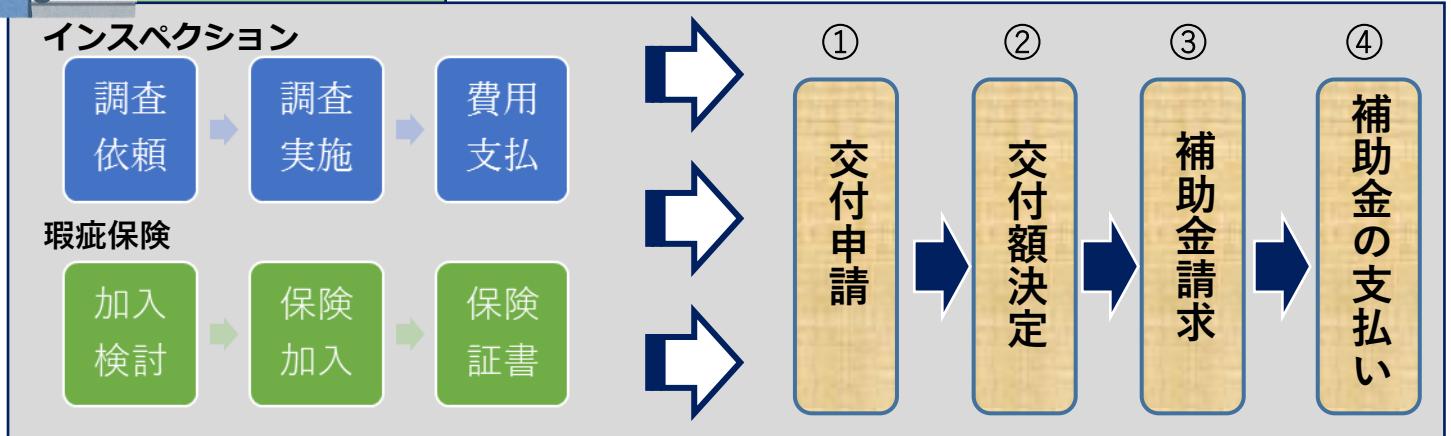 インスペクション
調査
依頼
調査
実施
費用
支払
瑕疵保険
加入
検討
保険
加入
保険
証書
①
②
③
④
交付申請
交付額決定
補助金請求
補助金の支払い